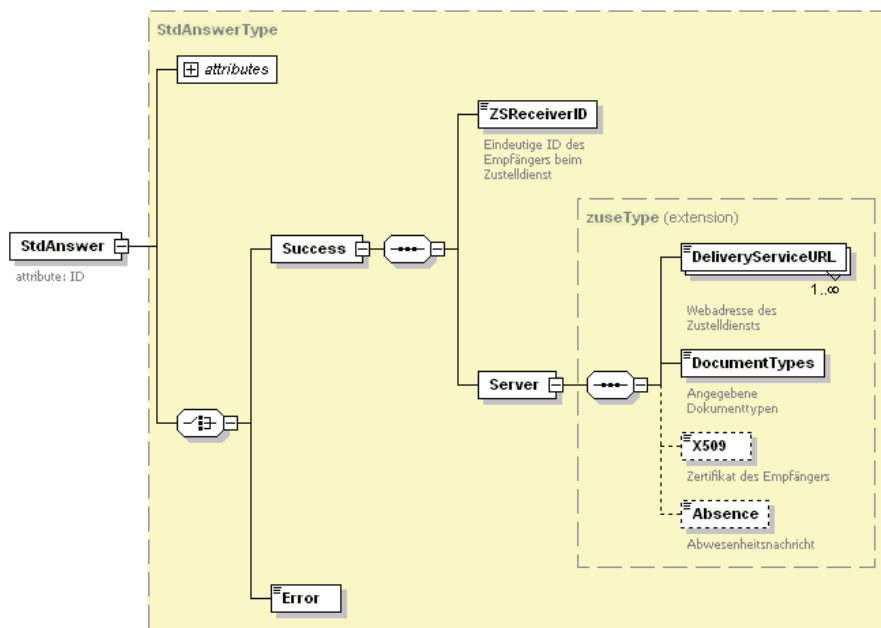 StdAnswerType
attributes
ZSReceiverID
Eindeutige ID des
Empfängers beim
Zustelldienst
zuseType (extension)
StdAnswer
attribute: ID
Success
DeliveryServiceURL
1..∞
Webadresse des
Zustelldiensts
Server
DocumentTypes
Angegebene
Dokumenttypen
X509
Zertifikat des Empfängers
Absence
Abwesenheitsnachricht
Error